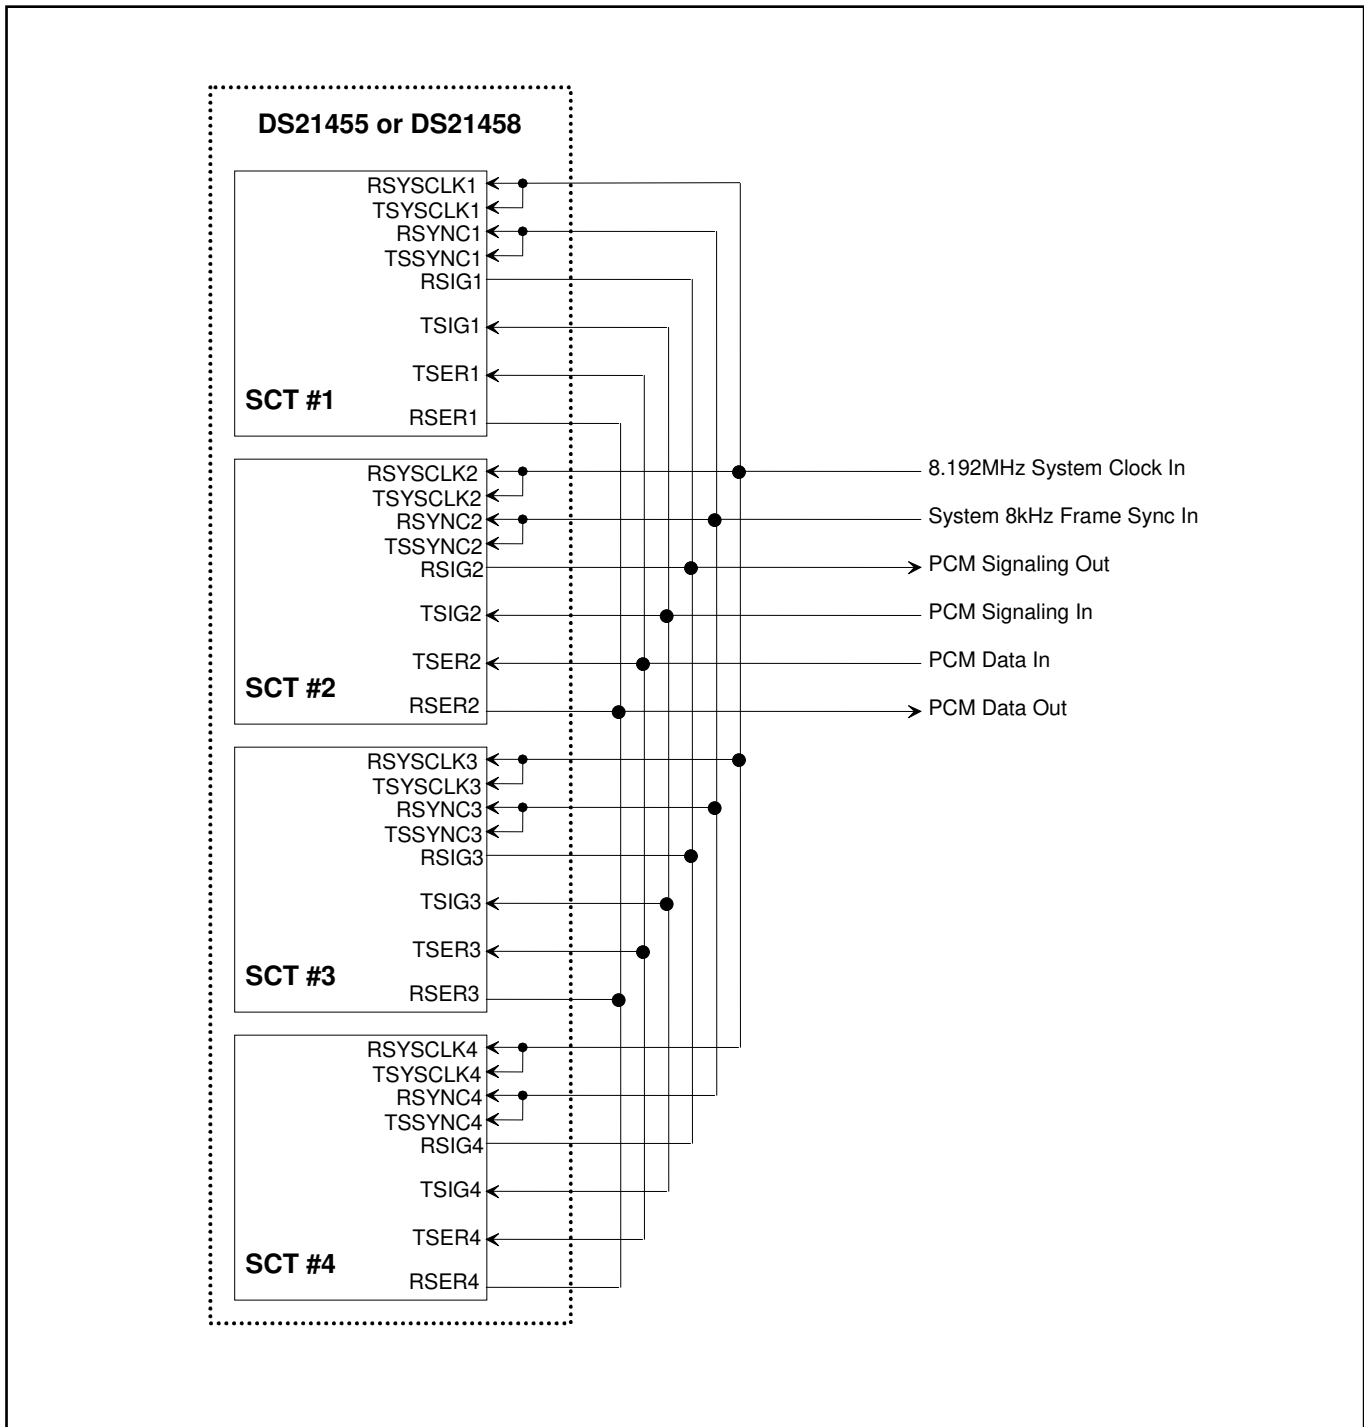 DS21455 or DS21458
RSYSCLK1
TSYSCLK1
RSYNC1
TSSYNC1
RSIG1
TSIG1
TSER1
SCT #1
RSER1
RSYSCLK2
TSYSCLK2
RSYNC2
TSSYNC2
RSIG2
TSIG2
TSER2
SCT #2
RSER2
8.192MHz System Clock In
System 8kHz Frame Sync In
PCM Signaling Out
PCM Signaling In
PCM Data In
PCM Data Out
RSYSCLK3
TSYSCLK3
RSYNC3
TSSYNC3
RSIG3
TSIG3
TSER3
SCT #3
RSER3
RSYSCLK4
TSYSCLK4
RSYNC4
TSSYNC4
RSIG4
TSIG4
TSER4
SCT #4
RSER4